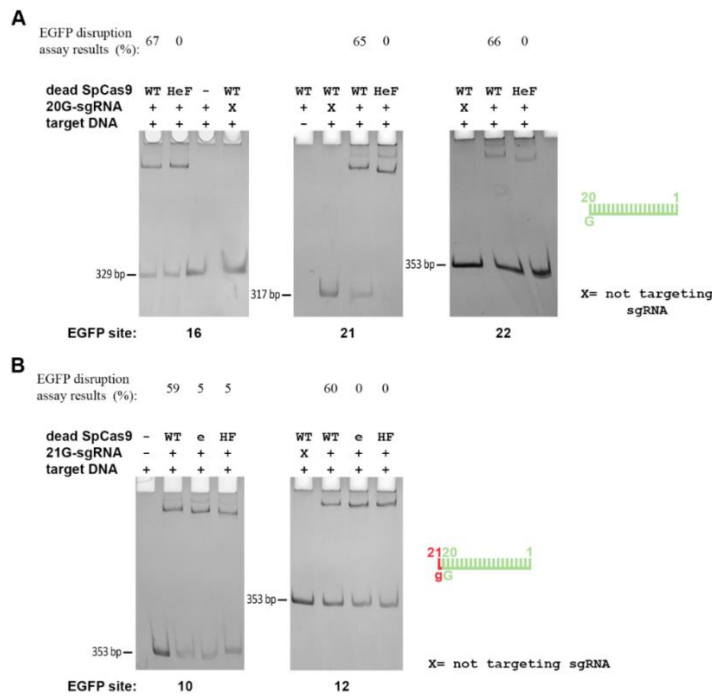 A
EGFP disruption
assay results (%): 67 0 65 0 66 0
dead SpCas9 WT HeF – WT WT WT WT HeF WT WT HeF
20G-sgRNA + + + X + X + + X + +
target DNA + + + + – + + + + + +
329 bp
317 bp
353 bp
20 1
G
X= not targeting
sgRNA
EGFP site: 16 21 22
B
EGFP disruption
assay results (%): 59 5 5 60 0 0
dead SpCas9 – WT e HF WT WT e HF
21G-sgRNA – + + + X + + +
target DNA + + + + + + + +
353 bp
353 bp
2120 1
gG
X= not targeting sgRNA
EGFP site: 10 12